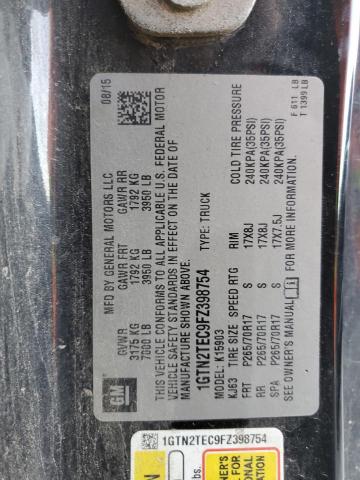 08/15
F 611 LB
T 1399 LB
MFD BY GENERAL MOTORS LLC
GVWR GAWR FRT GAWR RR
3175 KG 1792 KG 1792 KG
7000 LB 3950 LB 3950 LB
THIS VEHICLE CONFORMS TO ALL APPLICABLE U.S. FEDERAL MOTOR
VEHICLE SAFETY STANDARDS IN EFFECT ON THE DATE OF
MANUFACTURE SHOWN ABOVE.
1GTN2TEC9FZ398754 TYPE: TRUCK
MODEL: K15903
KJ63 TIRE SIZE SPEED RTG RIM COLD TIRE PRESSURE
FRT P265/70R17 S 17X8J 240KPA(35PSI)
RR P265/70R17 S 17X8J 240KPA(35PSI)
SPA P265/70R17 S 17X7.5J 240KPA(35PSI)
SEE OWNER'S MANUAL FOR MORE INFORMATION.
GM
1GTN2TEC9FZ398754